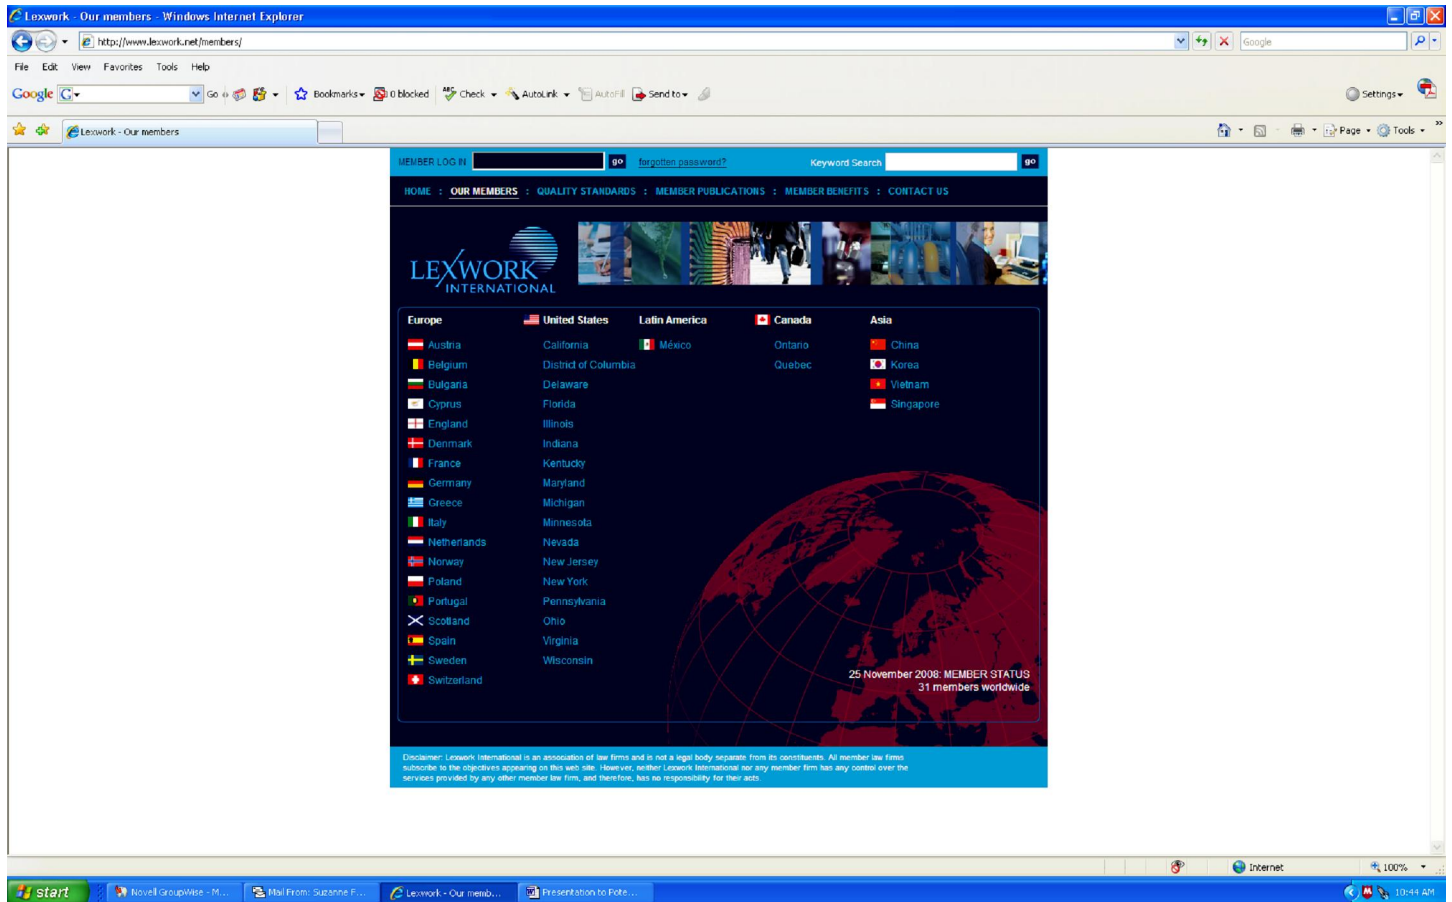 Lexwork - Our members - Windows Internet Explorer
http://www.lexwork.net/members/
Google
File Edit View Favorites Tools Help
Google G Go Bookmarks 0 blocked ABC Check AutoLink AutoFill Send to Settings
Lexwork - Our members
Page Tools »
MEMBER LOG IN go forgotten password? Keyword Search go
HOME : OUR MEMBERS : QUALITY STANDARDS : MEMBER PUBLICATIONS : MEMBER BENEFITS : CONTACT US
LEXWORK
INTERNATIONAL
Europe United States Latin America Canada Asia
Austria California México Ontario China
Belgium District of Columbia Quebec Korea
Bulgaria Delaware Vietnam
Cyprus Florida Singapore
England Illinois
Denmark Indiana
France Kentucky
Germany Maryland
Greece Michigan
Italy Minnesota
Netherlands Nevada
Norway New Jersey
Poland New York
Portugal Pennsylvania
Scotland Ohio
Spain Virginia
Sweden Wisconsin
Switzerland
25 November 2008: MEMBER STATUS
31 members worldwide
Disclaimer: Lexwork International is an association of law firms and is not a legal body separate from its constituents. All member law firms
subscribe to the objectives appearing on this web site. However, neither Lexwork International nor any member firm has any control over the
services provided by any other member law firm, and therefore, has no responsibility for their acts.
Internet 100%
start Novell GroupWise - M... Mail From: Suzanne F... Lexwork - Our memb... Presentation to Pote... 10:44 AM